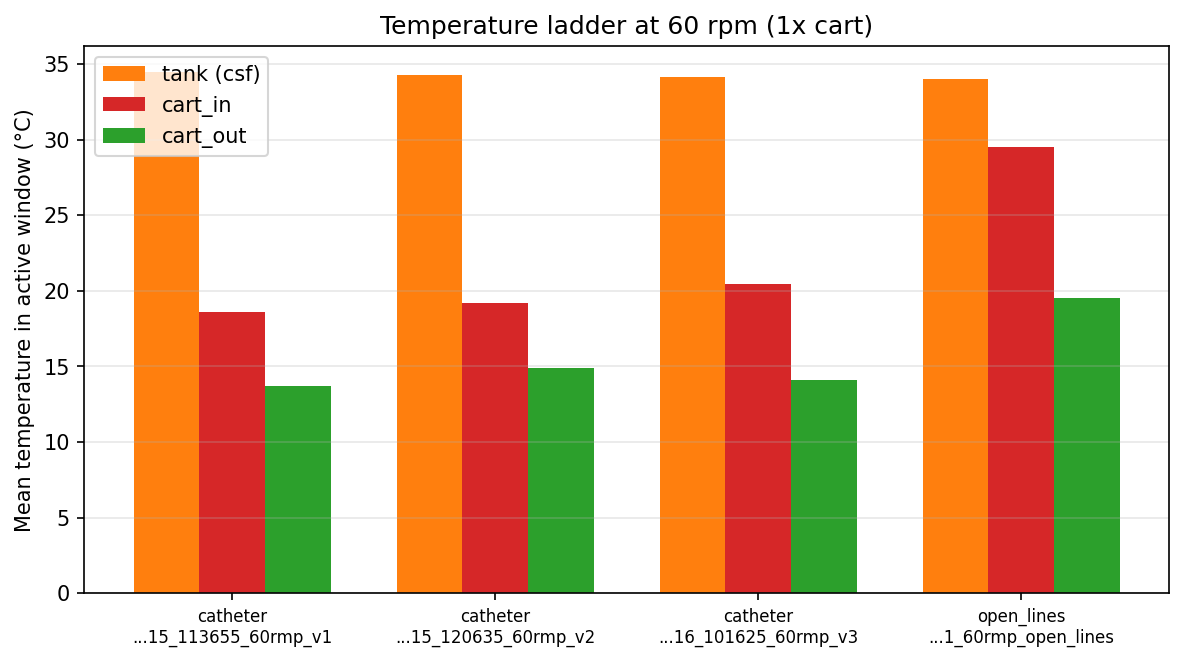 Temperature ladder at 60 rpm (1x cart)
Mean temperature in active window (°C)
35
30
25
20
15
10
5
0
tank (csf)
cart_in
cart_out
catheter
...15_113655_60rmp_v1
catheter
...15_120635_60rmp_v2
catheter
...16_101625_60rmp_v3
open_lines
...1_60rmp_open_lines